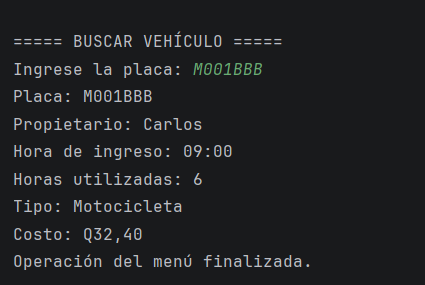 ===== BUSCAR VEHÍCULO =====
Ingrese la placa: M001BBB
Placa: M001BBB
Propietario: Carlos
Hora de ingreso: 09:00
Horas utilizadas: 6
Tipo: Motocicleta
Costo: Q32,40
Operación del menú finalizada.